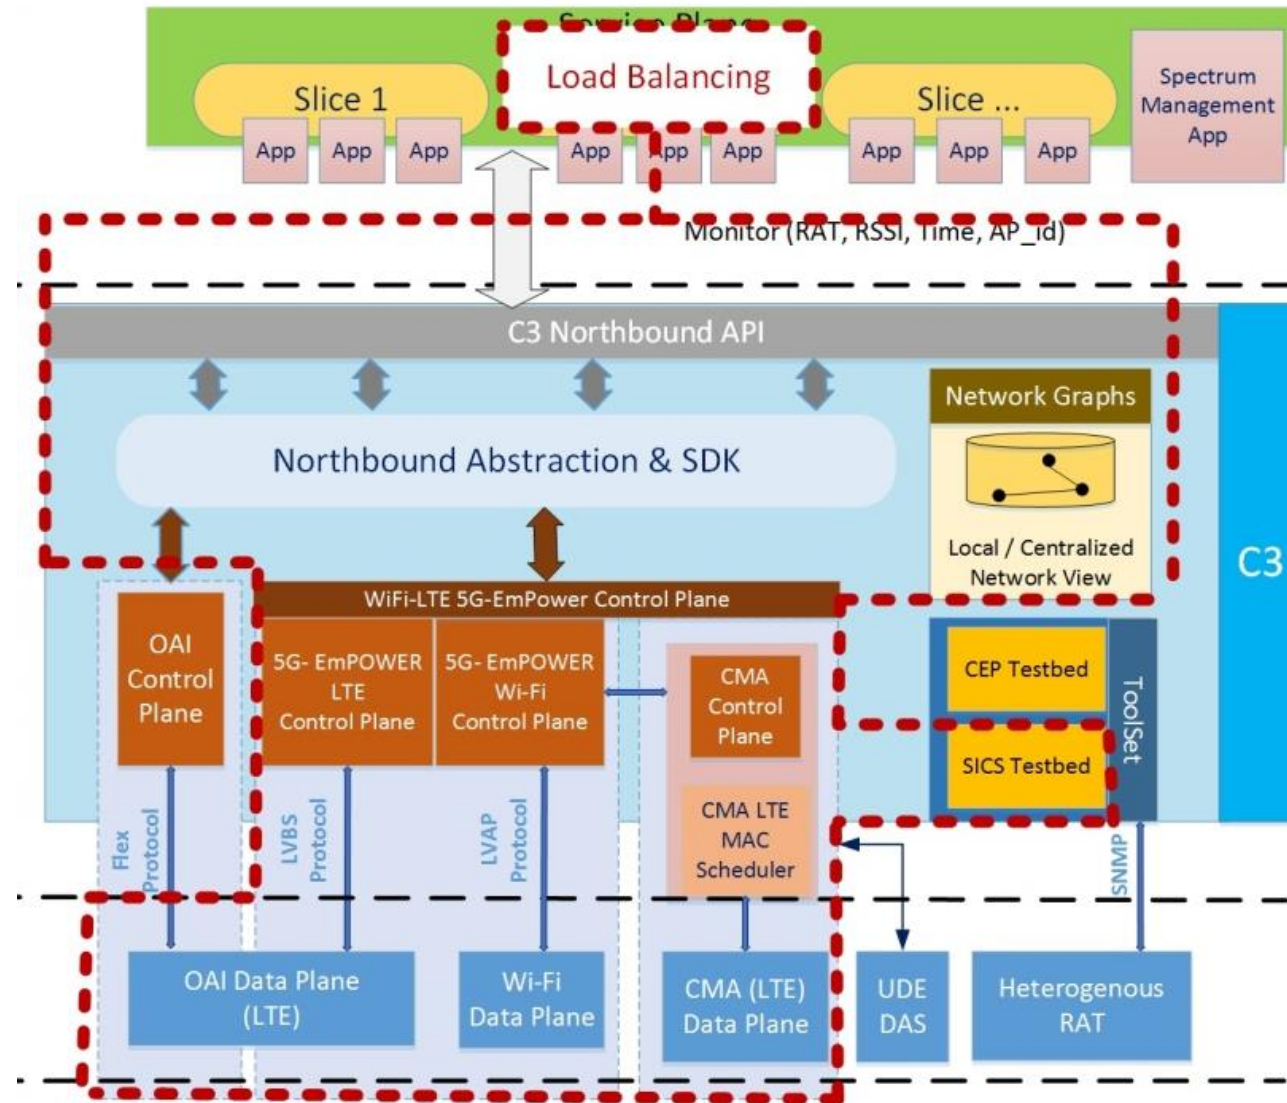 Service Plane
Load Balancing
Slice 1
Slice ...
Spectrum
Management
App
App
App
App
App
App
App
App
App
App
Monitor (RAT, RSSI, Time, AP_id)
C3 Northbound API
Northbound Abstraction & SDK
Network Graphs
Local / Centralized
Network View
C3
WiFi-LTE 5G-EmPower Control Plane
OAI
Control
Plane
5G- EmPOWER
LTE
Control Plane
5G- EmPOWER
Wi-Fi
Control Plane
CMA
Control
Plane
CMA LTE
MAC
Scheduler
CEP Testbed
SICS Testbed
ToolSet
Flex
Protocol
LVBS
Protocol
LVAP
Protocol
SNMP
OAI Data Plane
(LTE)
Wi-Fi
Data Plane
CMA (LTE)
Data Plane
UDE
DAS
Heterogenous
RAT